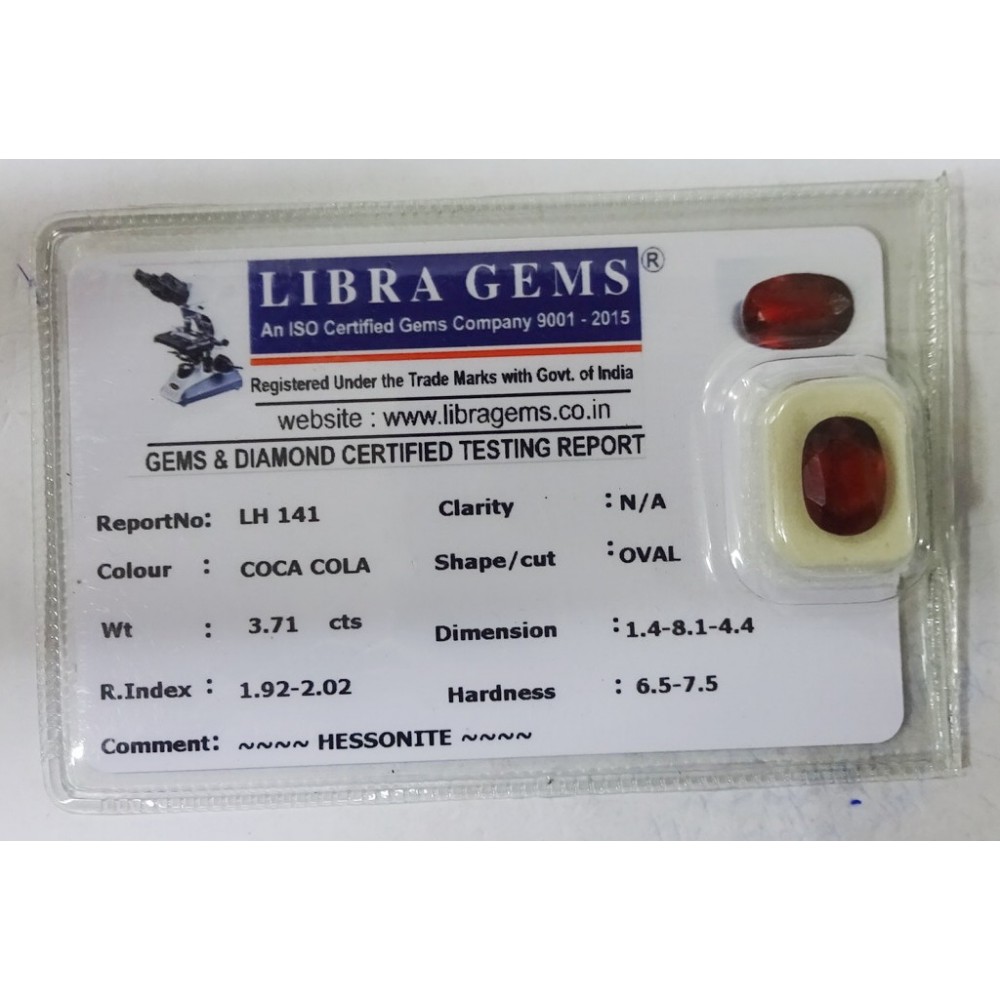 LIBRA GEMS ®
An ISO Certified Gems Company 9001 - 2015
Registered Under the Trade Marks with Govt. of India
website : www.libragems.co.in
GEMS & DIAMOND CERTIFIED TESTING REPORT
ReportNo: LH 141
Clarity : N/A
Colour : COCA COLA
Shape/cut : OVAL
Wt : 3.71 cts
Dimension : 1.4-8.1-4.4
R.Index : 1.92-2.02
Hardness : 6.5-7.5
Comment: ~~~~ HESSONITE ~~~~